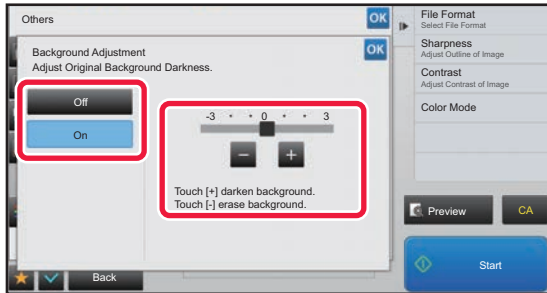 Others
OK
Background Adjustment
Adjust Original Background Darkness.
OK
Off
On
-3 • • 0 • • 3
− +
Touch [+] darken background.
Touch [-] erase background.
Back
File Format
Select File Format
Sharpness
Adjust Outline of Image
Contrast
Adjust Contrast of Image
Color Mode
Preview
CA
Start